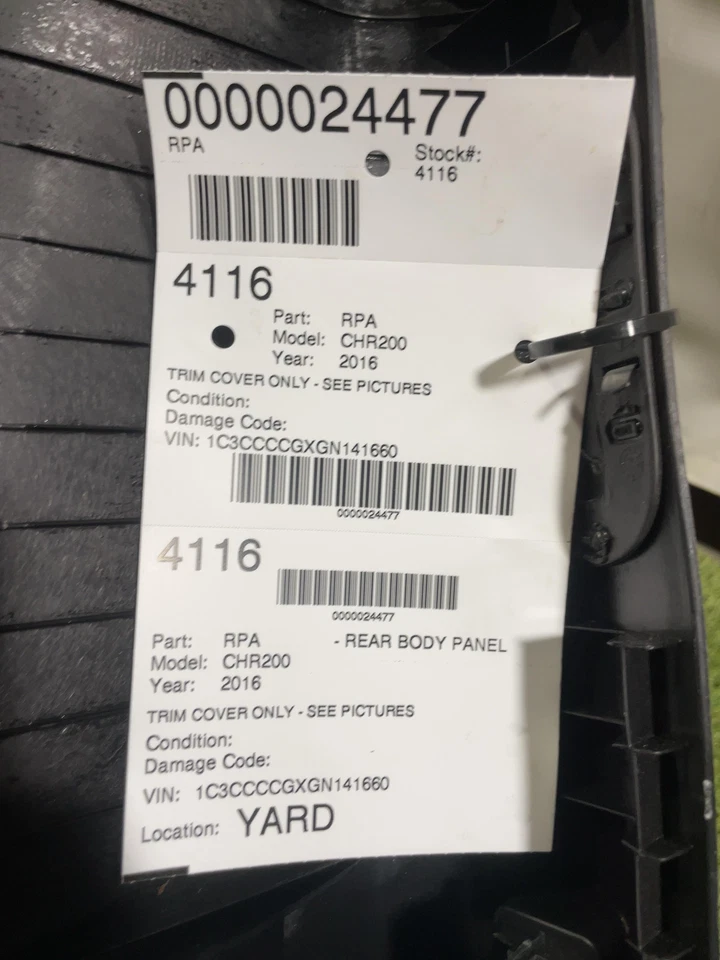 0000024477
RPA
Stock#:
4116
4116
Part: RPA
Model: CHR200
Year: 2016
TRIM COVER ONLY - SEE PICTURES
Condition:
Damage Code:
VIN: 1C3CCCCGXGN141660
0000024477
4116
0000024477
Part: RPA - REAR BODY PANEL
Model: CHR200
Year: 2016
TRIM COVER ONLY - SEE PICTURES
Condition:
Damage Code:
VIN: 1C3CCCCGXGN141660
Location: YARD